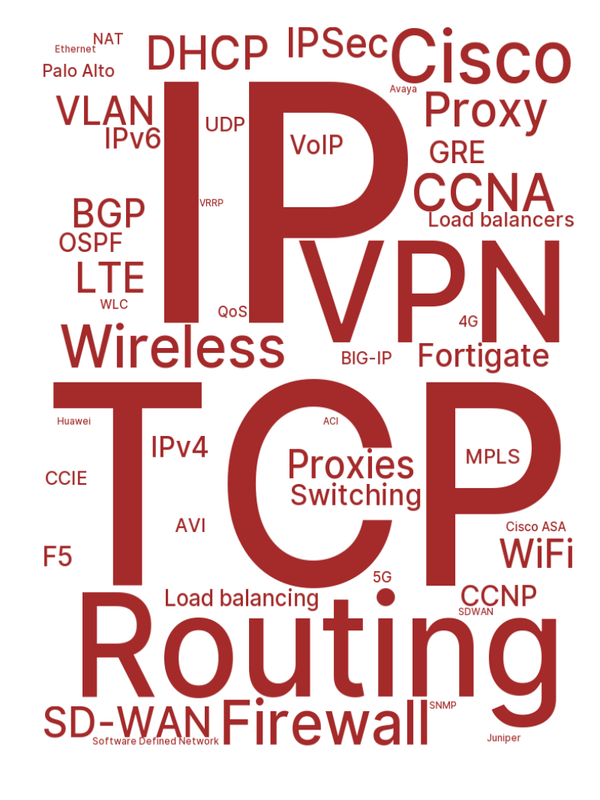 NAT
Ethernet
DHCP
IPSec
Cisco
Palo Alto
Avaya
VLAN
Proxy
IPv6
UDP
VoIP
GRE
IP
CCNA
VRRP
BGP
Load balancers
OSPF
LTE
VPN
WLC
QoS
4G
Wireless
BIG-IP
Fortigate
TCP
Huawei
ACI
IPv4
Proxies
MPLS
CCIE
Switching
AVI
Cisco ASA
F5
WiFi
5G
Load balancing
CCNP
SDWAN
Routing
SD-WAN
Firewall
SNMP
Software Defined Network
Juniper